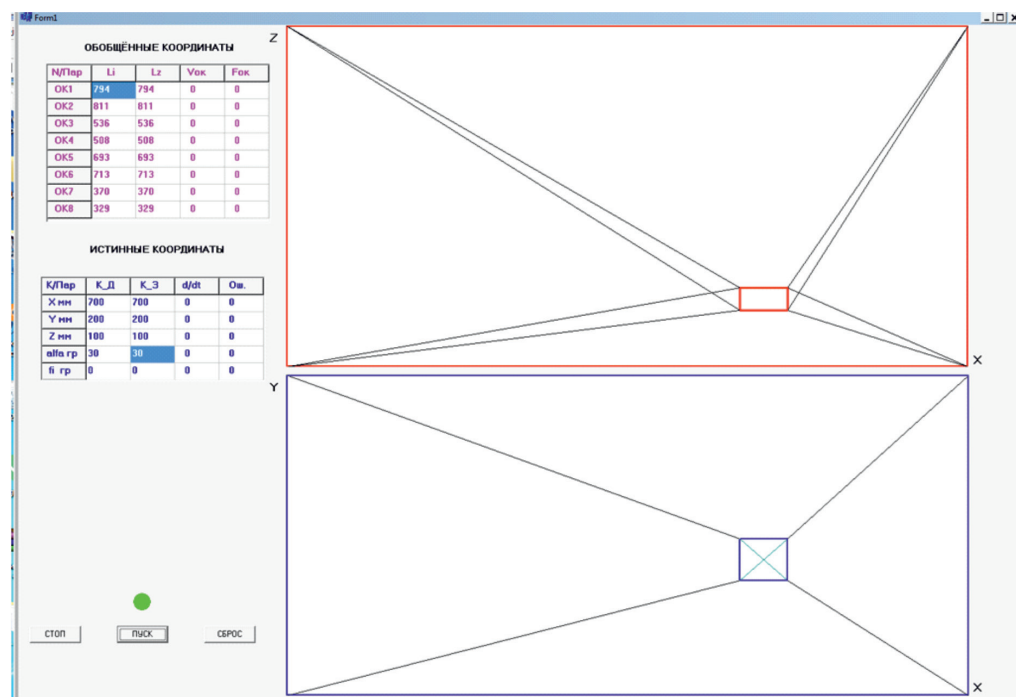 Form1
ОБОБЩЁННЫЕ КООРДИНАТЫ
N/Пар Li Lz Vок Fок
ОК1 794 794 0 0
ОК2 811 811 0 0
ОК3 536 536 0 0
ОК4 508 508 0 0
ОК5 693 693 0 0
ОК6 713 713 0 0
ОК7 370 370 0 0
ОК8 329 329 0 0
ИСТИННЫЕ КООРДИНАТЫ
К/Пар К_Д К_З d/dt Ош.
X мм 700 700 0 0
Y мм 200 200 0 0
Z мм 100 100 0 0
alfa гр 30 30 0 0
fi гр 0 0 0 0
СТОП ПУСК СБРОС
Z
X
Y
X